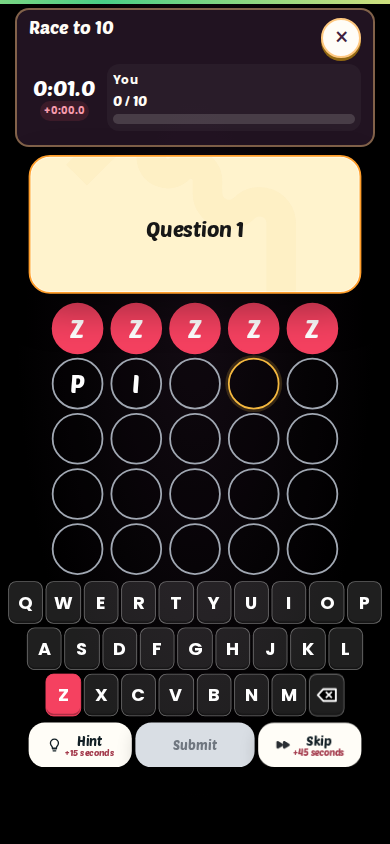 Race to 10
×
0:01.0
+0:00.0
You
0 / 10
Question 1
Z Z Z Z Z
P I
Q W E R T Y U I O P
A S D F G H J K L
Z X C V B N M
Hint
+15 seconds
Submit
Skip
+45 seconds